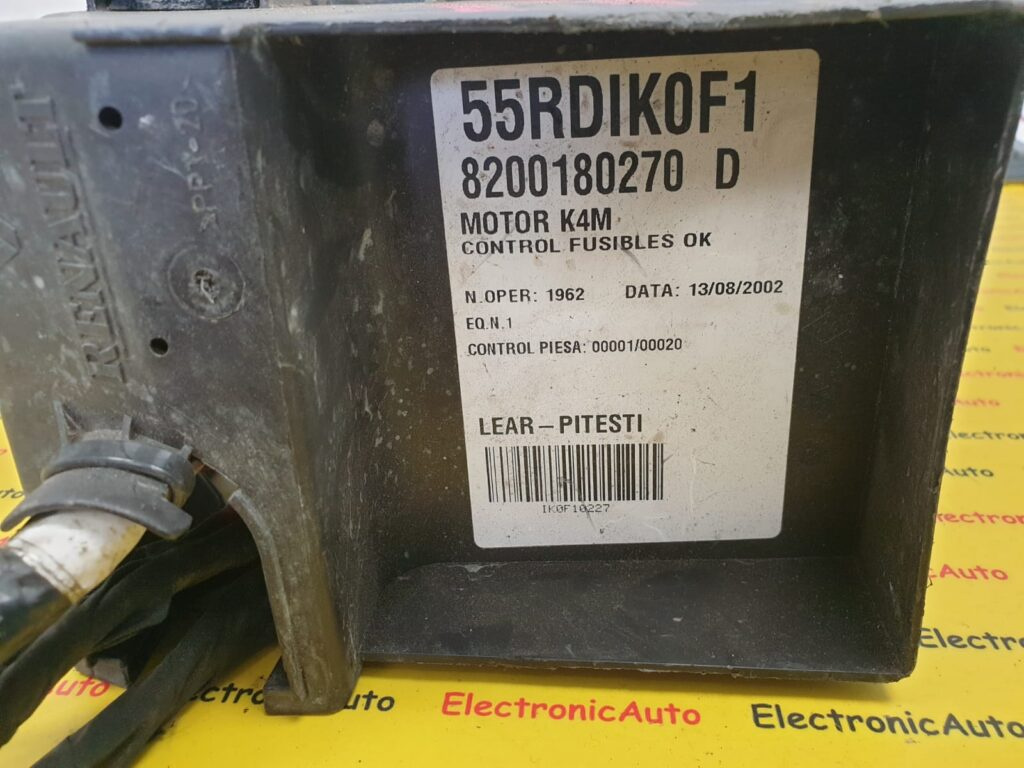 55RDIK0F1
8200180270 D
MOTOR K4M
CONTROL FUSIBLES OK
N.OPER: 1962 DATA: 13/08/2002
EQ.N.1
CONTROL PIESA: 00001/00020
LEAR-PITESTI
IK0F10227
RENAULT
ElectronicAuto
ElectronicAuto